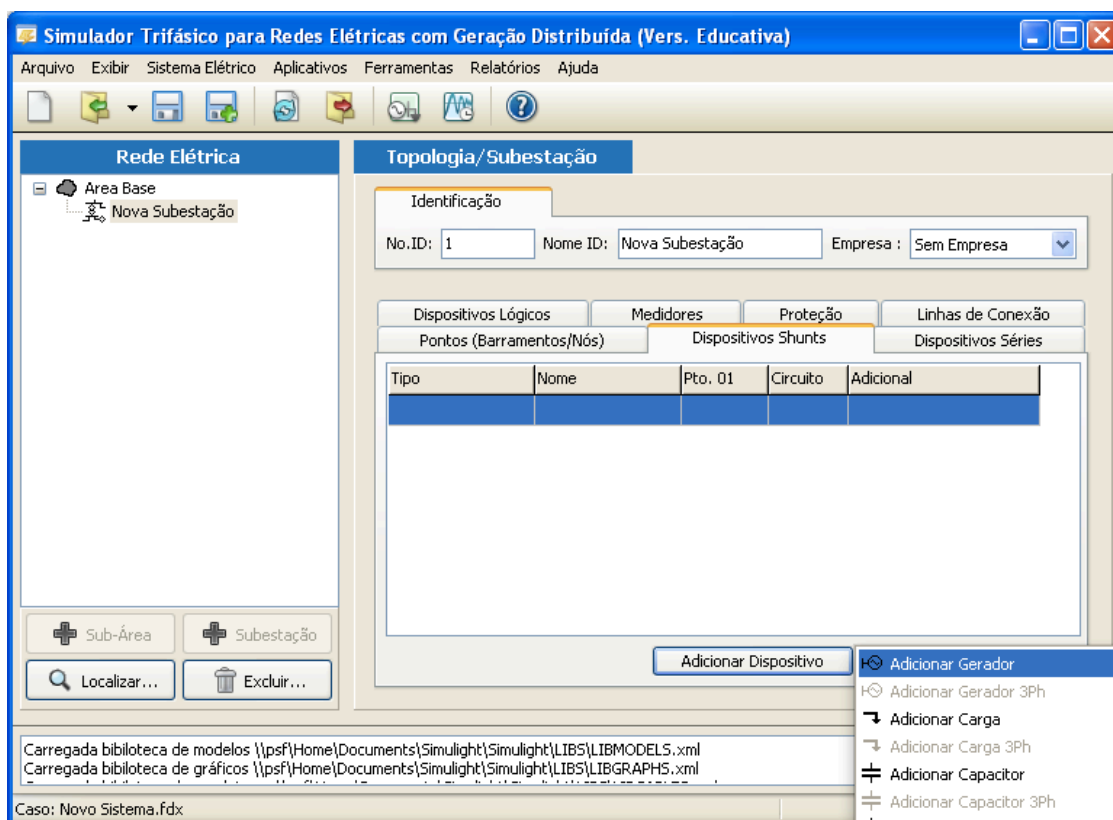 Simulador Trifásico para Redes Elétricas com Geração Distribuída (Vers. Educativa)
Arquivo Exibir Sistema Elétrico Aplicativos Ferramentas Relatórios Ajuda
Rede Elétrica
Area Base
Nova Subestação
Sub-Área
Subestação
Localizar...
Excluir...
Topologia/Subestação
Identificação
No.ID: 1 Nome ID: Nova Subestação Empresa : Sem Empresa
Dispositivos Lógicos Medidores Proteção Linhas de Conexão
Pontos (Barramentos/Nós) Dispositivos Shunts Dispositivos Séries
Tipo Nome Pto. 01 Circuito Adicional
Adicionar Dispositivo
Adicionar Gerador
Adicionar Gerador 3Ph
Adicionar Carga
Adicionar Carga 3Ph
Adicionar Capacitor
Adicionar Capacitor 3Ph
Carregada bibiloteca de modelos \\psf\Home\Documents\Simulight\Simulight\LIBS\LIBMODELS.xml
Carregada bibiloteca de gráficos \\psf\Home\Documents\Simulight\Simulight\LIBS\LIBGRAPHS.xml
Caso: Novo Sistema.fdx